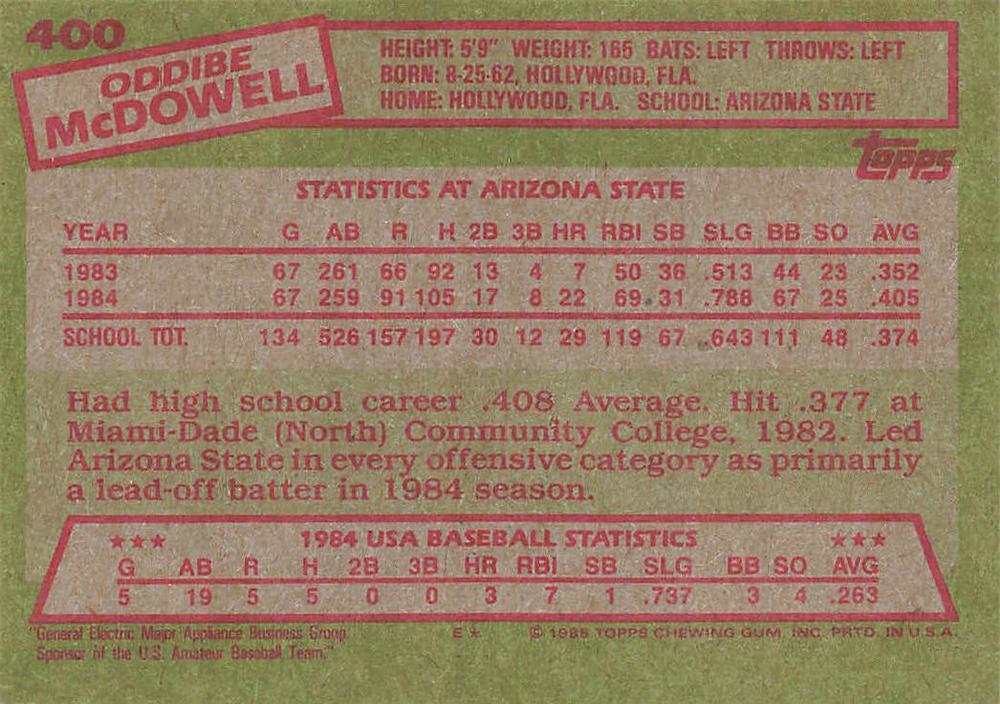 400
ODDIBE
McDOWELL
HEIGHT: 5'9" WEIGHT: 165 BATS: LEFT THROWS: LEFT
BORN: 8-25-62, HOLLYWOOD, FLA.
HOME: HOLLYWOOD, FLA. SCHOOL: ARIZONA STATE
topps
STATISTICS AT ARIZONA STATE
YEAR G AB R H 2B 3B HR RBI SB SLG BB SO AVG
1983 67 261 66 92 13 4 7 50 36 .513 44 23 .352
1984 67 259 91 105 17 8 22 69 31 .788 67 25 .405
SCHOOL TOT. 134 526 157 197 30 12 29 119 67 .643 111 48 .374
Had high school career .408 Average. Hit .377 at
Miami-Dade (North) Community College, 1982. Led
Arizona State in every offensive category as primarily
a lead-off batter in 1984 season.
★★★ 1984 USA BASEBALL STATISTICS ★★★
G AB R H 2B 3B HR RBI SB SLG BB SO AVG
5 19 5 5 0 0 3 7 1 .737 3 4 .263
"General Electric Major Appliance Business Group, E★ © 1985 TOPPS CHEWING GUM, INC. PRTD. IN U.S.A.
Sponsor of the U.S. Amateur Baseball Team."